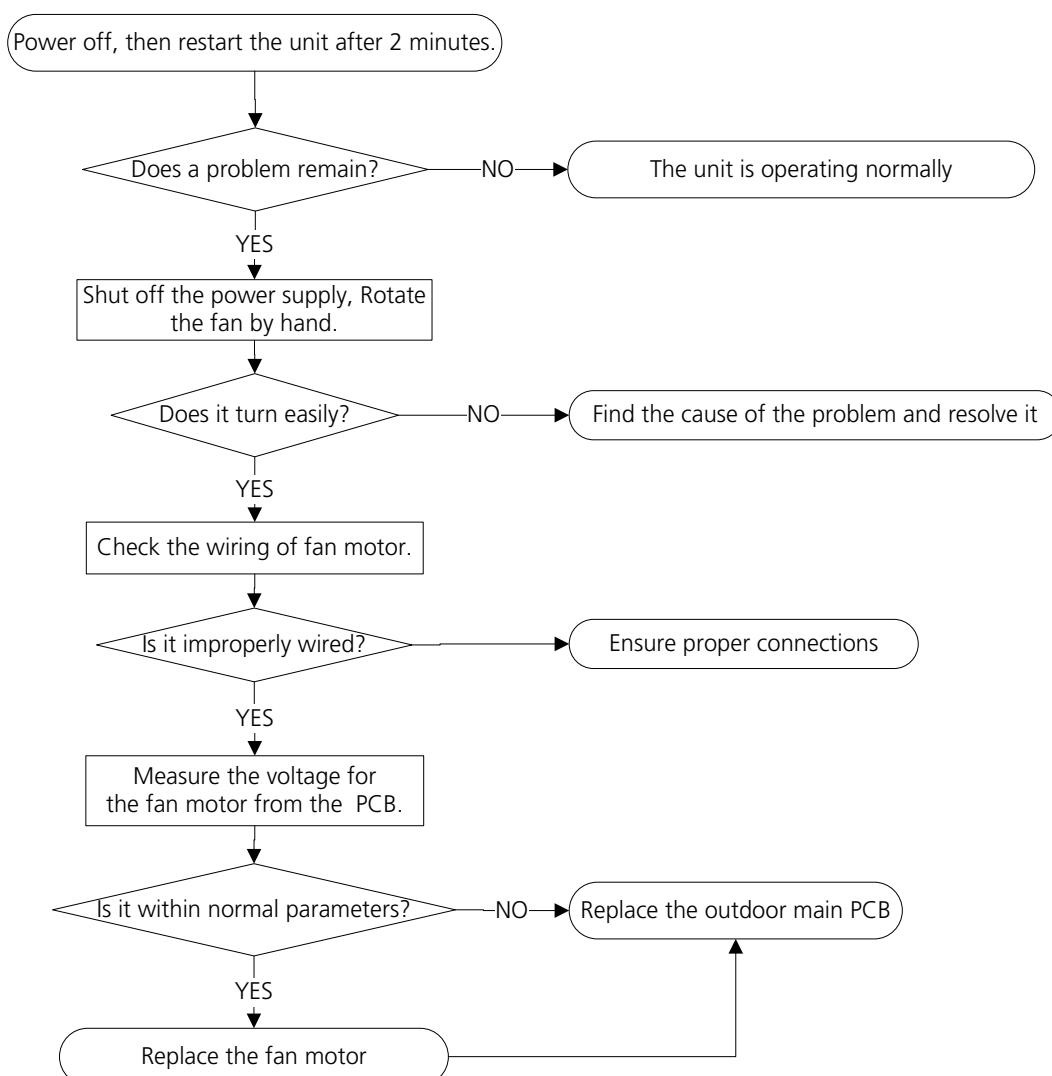 Power off, then restart the unit after 2 minutes.
Does a problem remain?
NO
The unit is operating normally
YES
Shut off the power supply, Rotate
the fan by hand.
Does it turn easily?
NO
Find the cause of the problem and resolve it
YES
Check the wiring of fan motor.
Is it improperly wired?
Ensure proper connections
YES
Measure the voltage for
the fan motor from the PCB.
Is it within normal parameters?
NO
Replace the outdoor main PCB
YES
Replace the fan motor